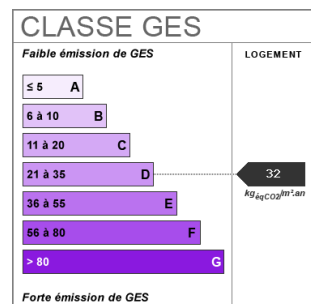 CLASSE GES
Faible émission de GES
LOGEMENT
≤ 5 A
6 à 10 B
11 à 20 C
21 à 35 D
32
kgéqCO2/m².an
36 à 55 E
56 à 80 F
> 80 G
Forte émission de GES